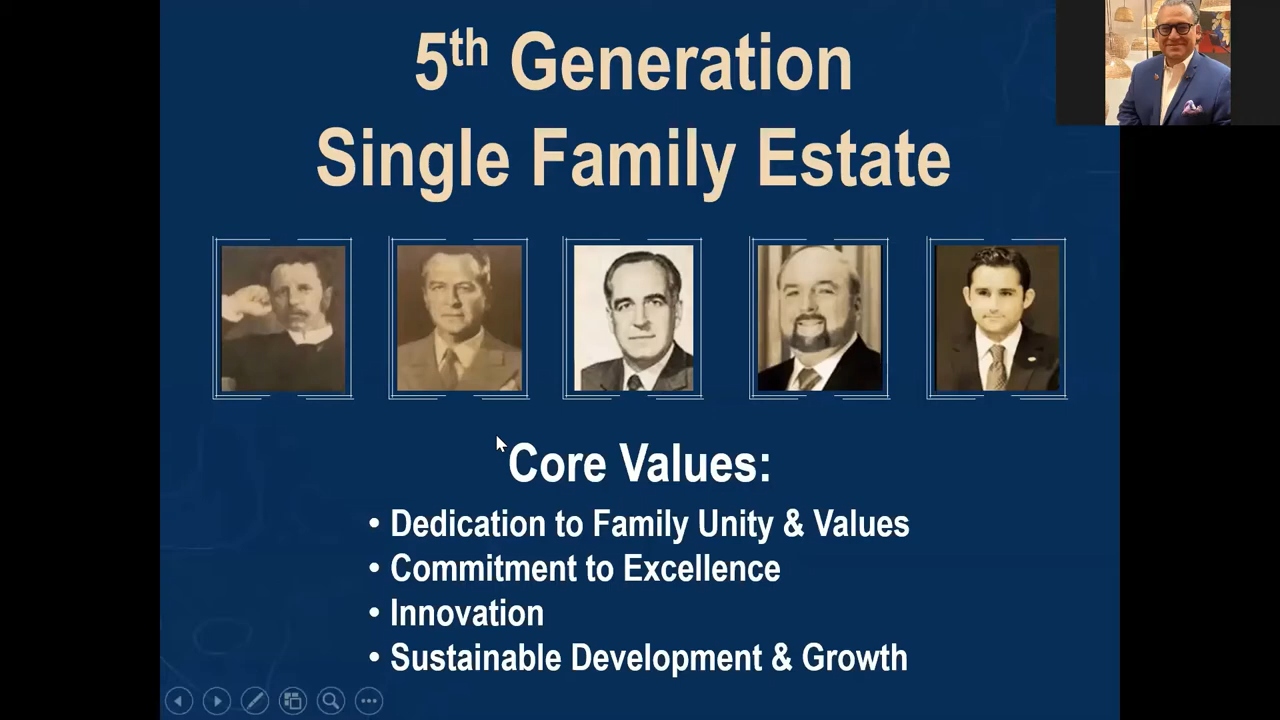 5th Generation
Single Family Estate
Core Values:
• Dedication to Family Unity & Values
• Commitment to Excellence
• Innovation
• Sustainable Development & Growth